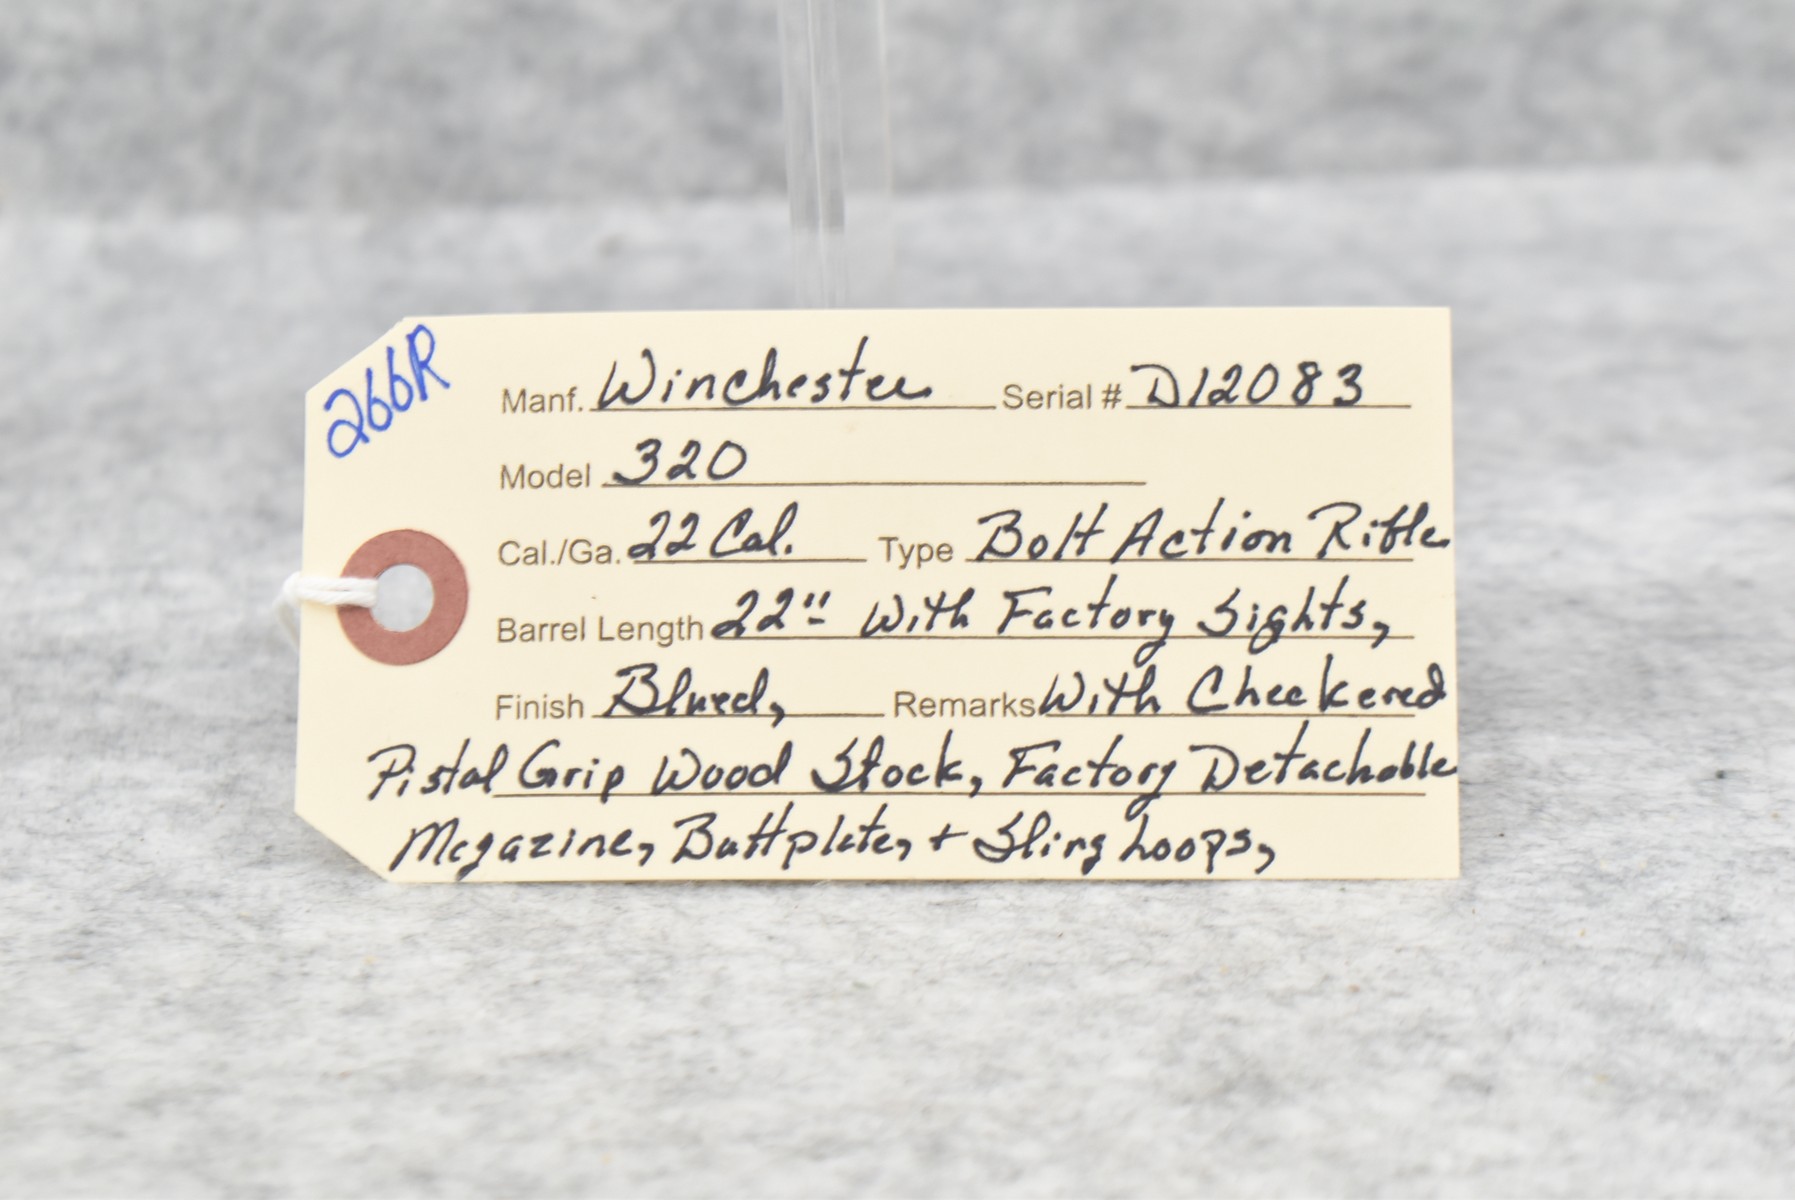 266R
Manf. Winchester Serial # D12083
Model 320
Cal./Ga. 22 Cal. Type Bolt Action Rifle
Barrel Length 22" With Factory Sights,
Finish Blued, Remarks With Checkered
Pistol Grip Wood Stock, Factory Detachable
Magazine, Buttplate, + Sling Loops,